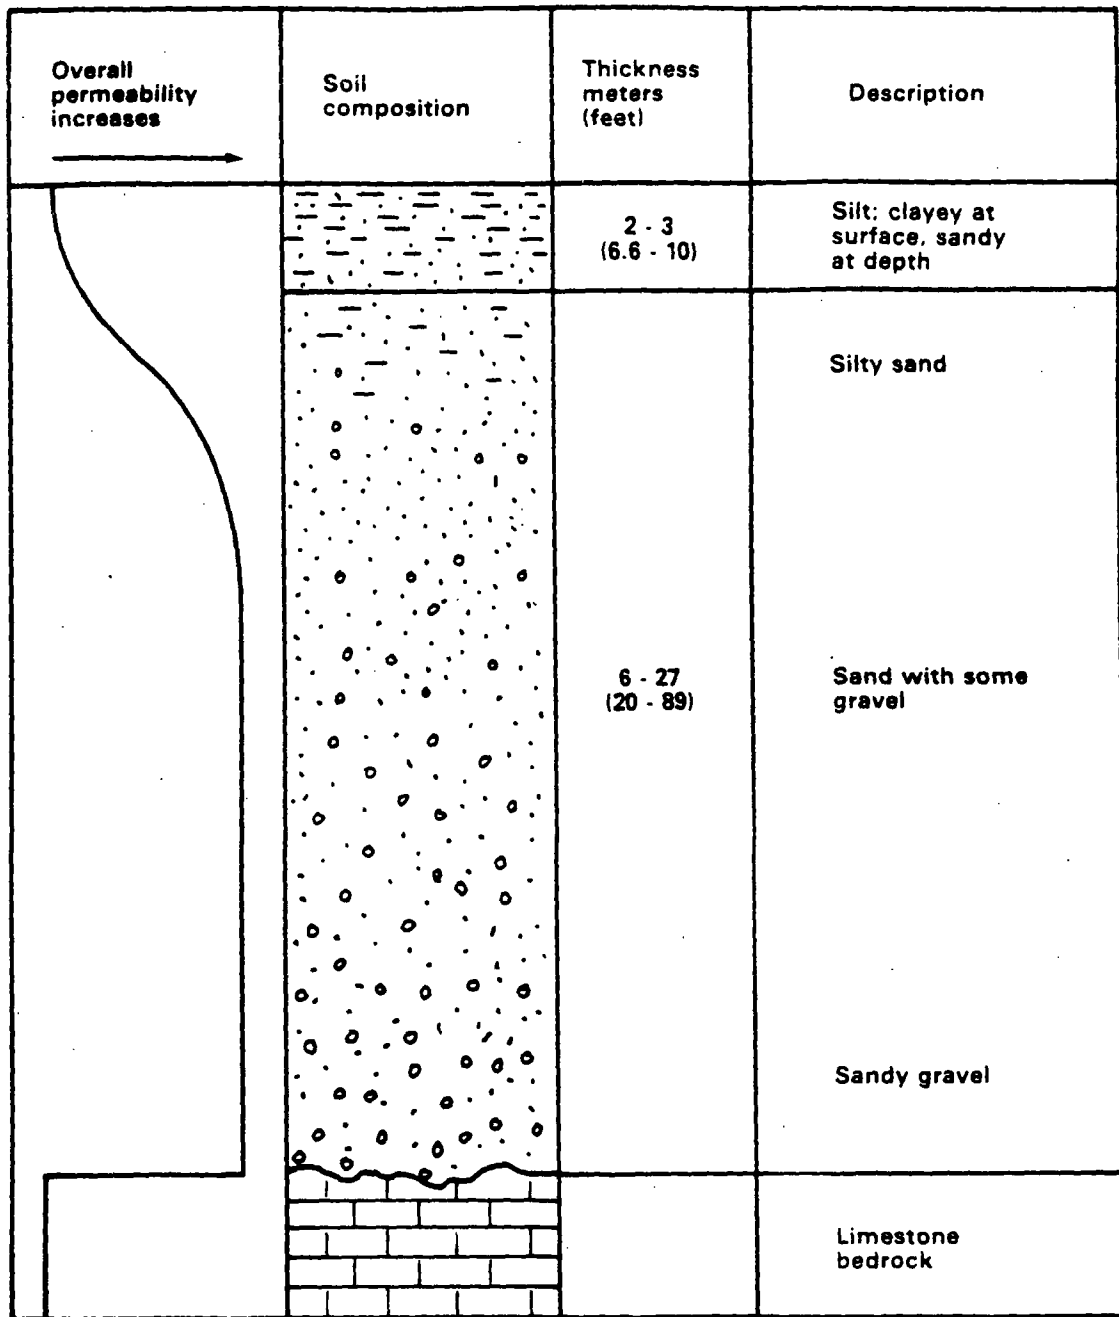 Overall
permeability
increases
Soil
composition
Thickness
meters
(feet)
Description
2 - 3
(6.6 - 10)
Silt: clayey at
surface, sandy
at depth
Silty sand
6 - 27
(20 - 89)
Sand with some
gravel
Sandy gravel
Limestone
bedrock